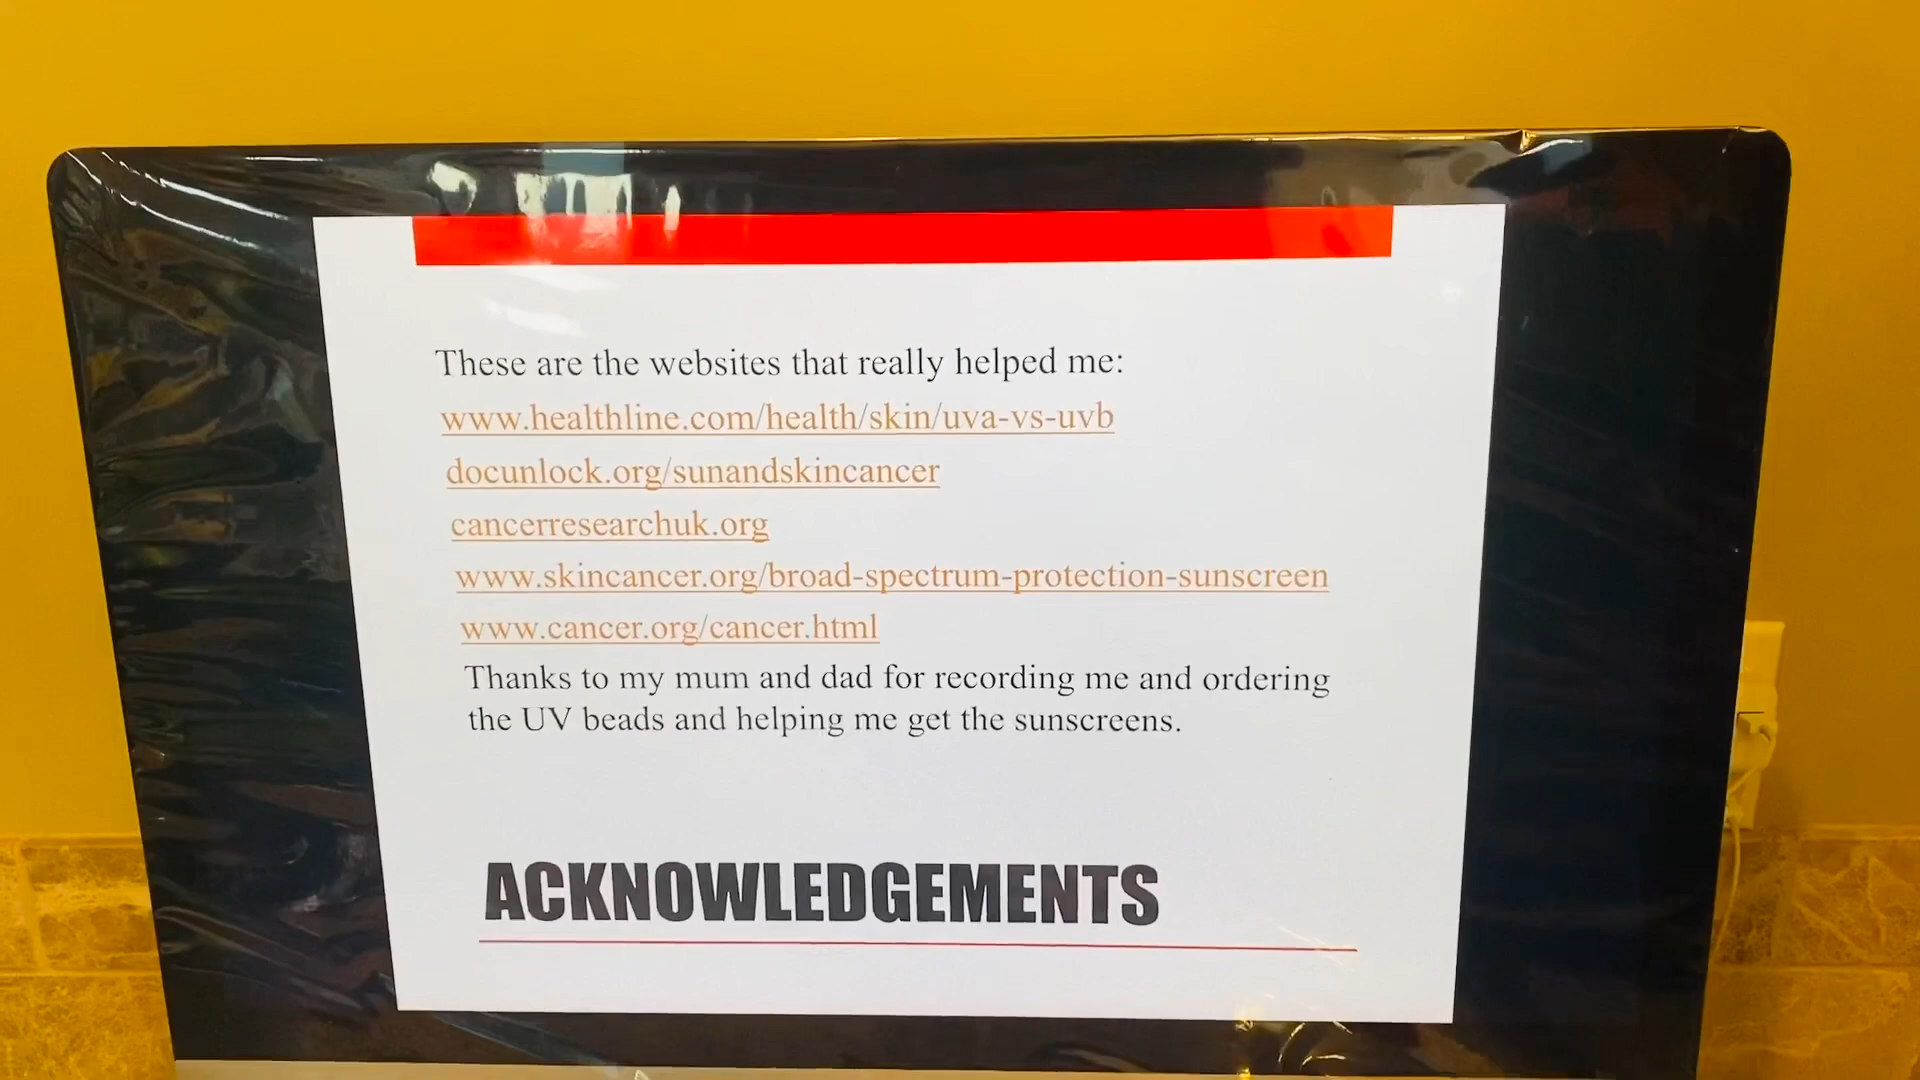 These are the websites that really helped me:
www.healthline.com/health/skin/uva-vs-uvb
docunlock.org/sunandskincancer
cancerresearchuk.org
www.skincancer.org/broad-spectrum-protection-sunscreen
www.cancer.org/cancer.html
Thanks to my mum and dad for recording me and ordering
the UV beads and helping me get the sunscreens.
ACKNOWLEDGEMENTS